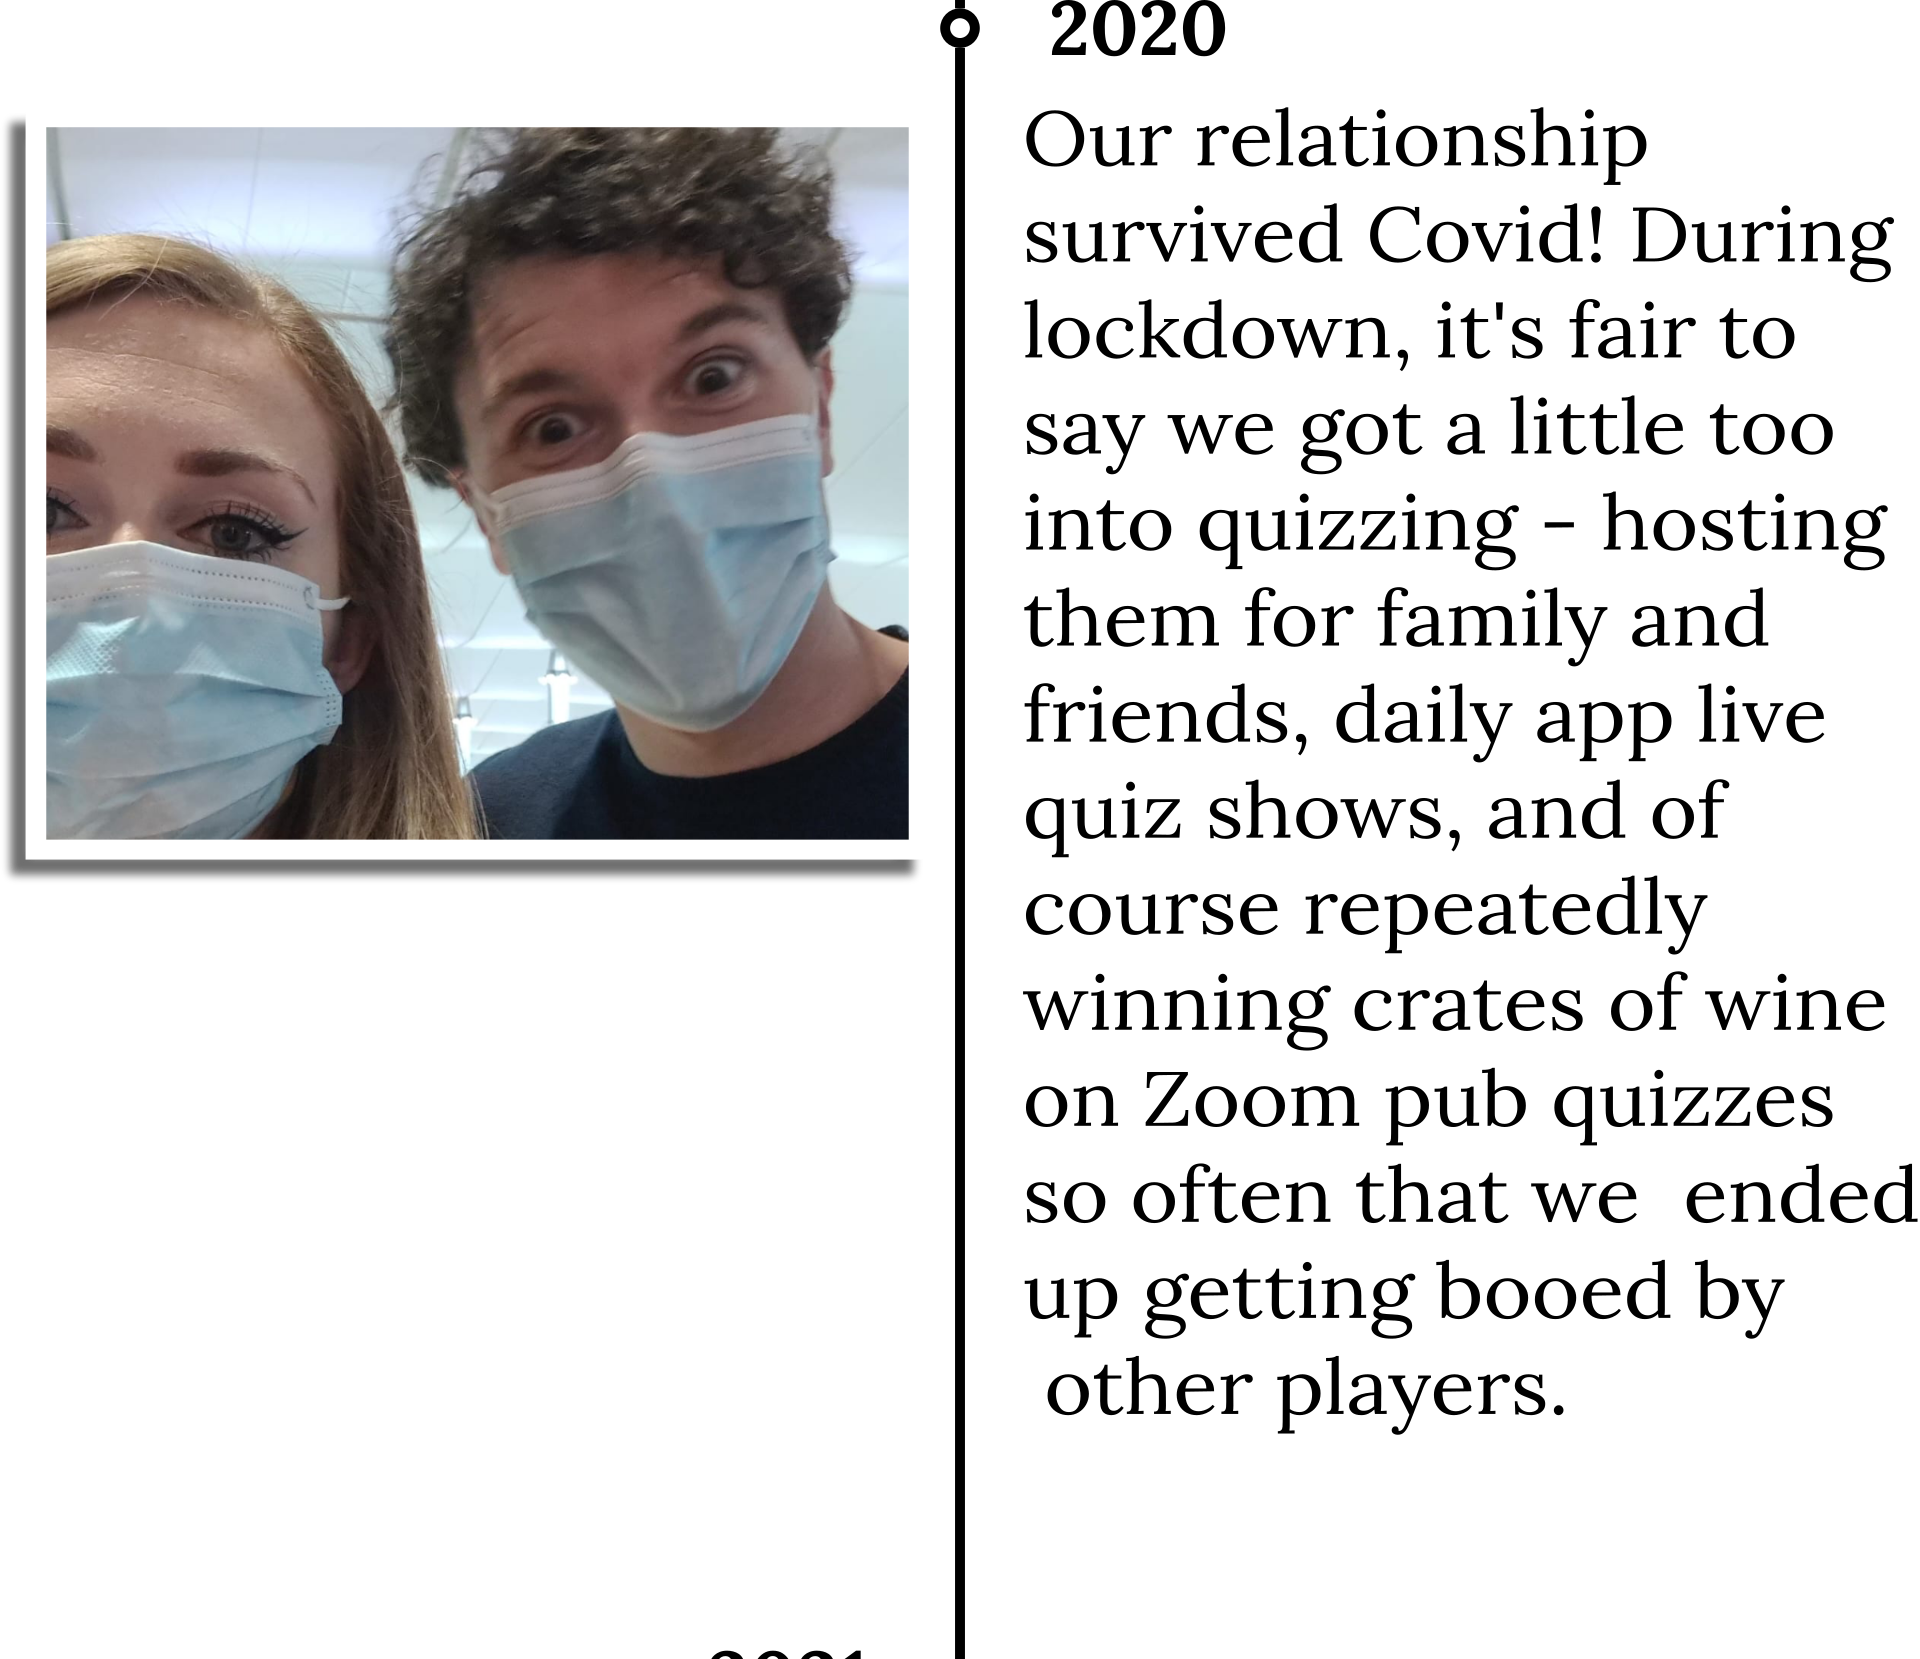 2020
Our relationship
survived Covid! During
lockdown, it's fair to
say we got a little too
into quizzing - hosting
them for family and
friends, daily app live
quiz shows, and of
course repeatedly
winning crates of wine
on Zoom pub quizzes
so often that we  ended
up getting booed by
other players.